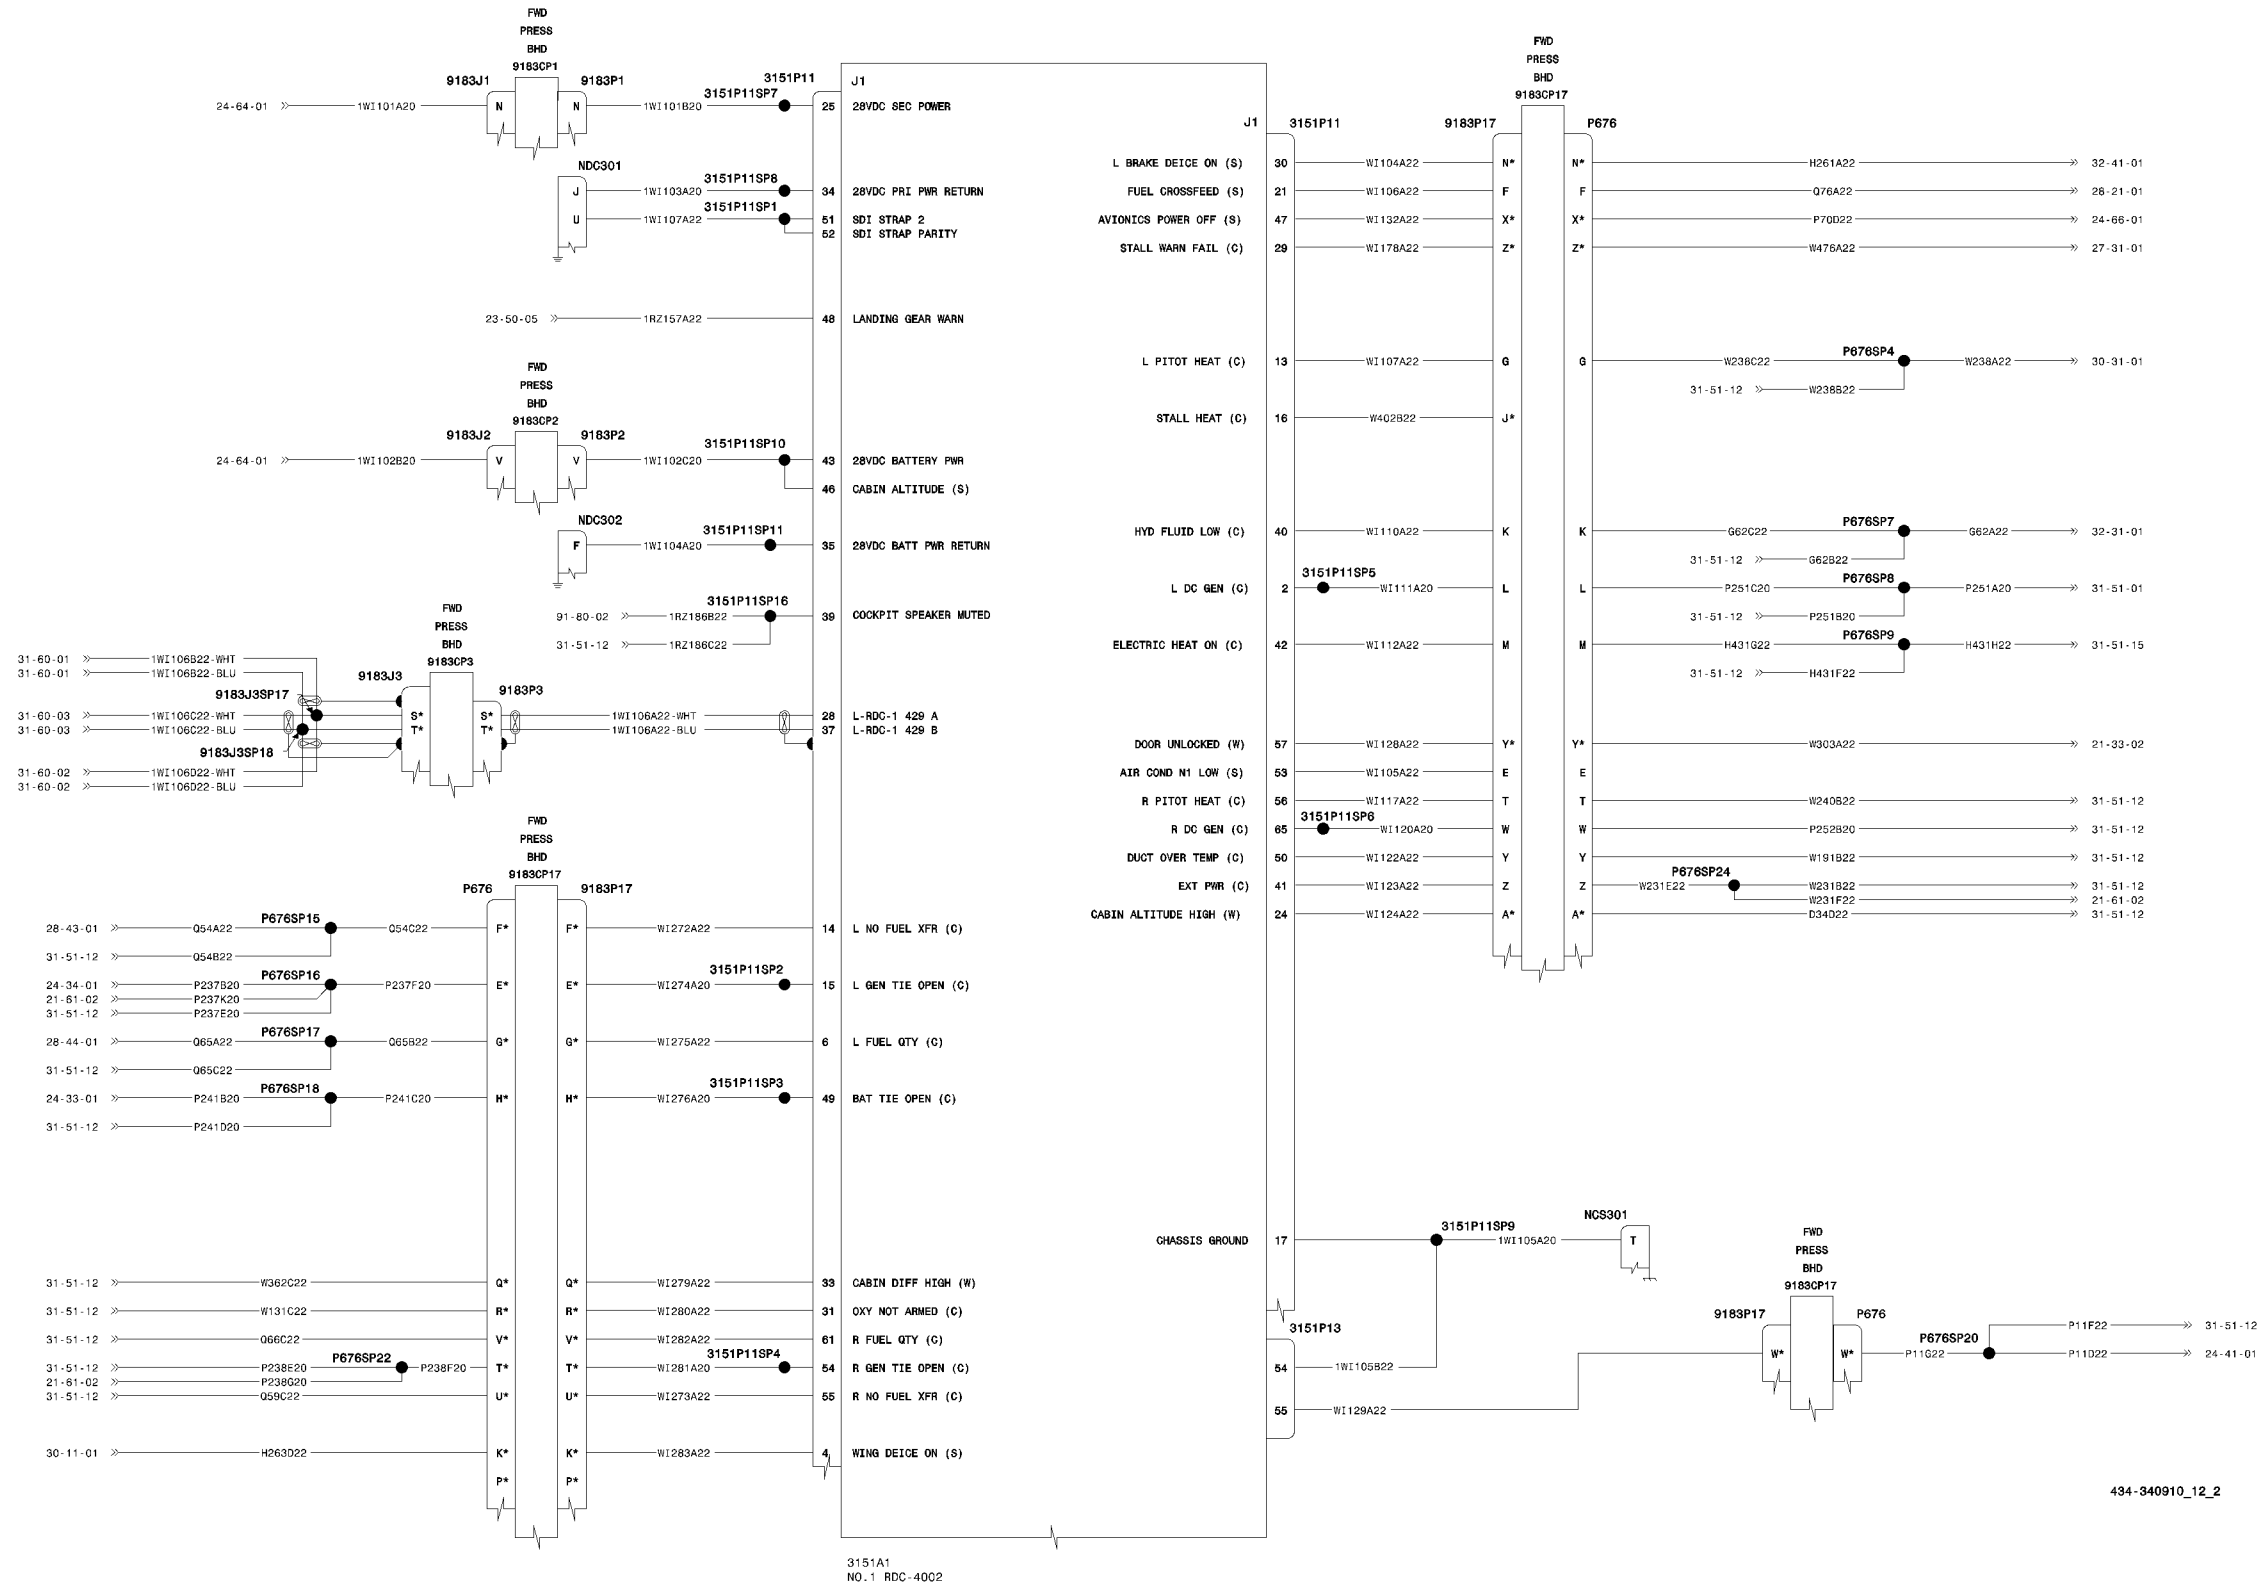 FWD
PRESS
BHD
9183CP1
9183J1 9183P1 3151P11 J1
24-64-01 1WI101A20 N N 1WI101B20 3151P11SP7 25 28VDC SEC POWER
NDC301
J 1WI103A20 3151P11SP8 34 28VDC PRI PWR RETURN
U 1WI107A22 3151P11SP1 51 SDI STRAP 2
52 SDI STRAP PARITY
23-50-05 1RZ157A22 48 LANDING GEAR WARN
FWD
PRESS
BHD
9183CP2
9183J2 9183P2 3151P11SP10
24-64-01 1WI102B20 V V 1WI102C20 43 28VDC BATTERY PWR
46 CABIN ALTITUDE (S)
NDC302 3151P11SP11
F 1WI104A20 35 28VDC BATT PWR RETURN
3151P11SP16
91-80-02 1RZ186B22 39 COCKPIT SPEAKER MUTED
31-51-12 1RZ186C22
FWD
PRESS
BHD
9183CP3
9183J3 9183P3
31-60-01 1WI106B22-WHT
31-60-01 1WI106B22-BLU
9183J3SP17
31-60-03 1WI106C22-WHT S* S* 1WI106A22-WHT 28 L-RDC-1 429 A
31-60-03 1WI106C22-BLU T* T* 1WI106A22-BLU 37 L-RDC-1 429 B
9183J3SP18
31-60-02 1WI106D22-WHT
31-60-02 1WI106D22-BLU
FWD
PRESS
BHD
9183CP17
P676 9183P17
P676SP15
28-43-01 Q54A22 Q54C22 F* F* WI272A22 14 L NO FUEL XFR (C)
31-51-12 Q54B22
P676SP16 3151P11SP2
24-34-01 P237B20 P237F20 E* E* WI274A20 15 L GEN TIE OPEN (C)
21-61-02 P237K20
31-51-12 P237E20
P676SP17
28-44-01 Q65A22 Q65B22 G* G* WI275A22 6 L FUEL QTY (C)
31-51-12 Q65C22
P676SP18 3151P11SP3
24-33-01 P241B20 P241C20 H* H* WI276A20 49 BAT TIE OPEN (C)
31-51-12 P241D20
31-51-12 W362C22 Q* Q* WI279A22 33 CABIN DIFF HIGH (W)
31-51-12 W131C22 R* R* WI280A22 31 OXY NOT ARMED (C)
31-51-12 Q66C22 V* V* WI282A22 61 R FUEL QTY (C)
P676SP22 3151P11SP4
31-51-12 P238E20 P238F20 T* T* WI281A20 54 R GEN TIE OPEN (C)
21-61-02 P238G20
31-51-12 Q59C22 U* U* WI273A22 55 R NO FUEL XFR (C)
30-11-01 H263D22 K* K* WI283A22 4 WING DEICE ON (S)
P* P*
3151A1
NO.1 RDC-4002
FWD
PRESS
BHD
9183CP17
J1 3151P11 9183P17 P676
L BRAKE DEICE ON (S) 30 WI104A22 N* N* H261A22 32-41-01
FUEL CROSSFEED (S) 21 WI106A22 F F Q76A22 28-21-01
AVIONICS POWER OFF (S) 47 WI132A22 X* X* P70D22 24-66-01
STALL WARN FAIL (C) 29 WI178A22 Z* Z* W476A22 27-31-01
P676SP4
L PITOT HEAT (C) 13 WI107A22 G G W238C22 W238A22 30-31-01
31-51-12 W238B22
STALL HEAT (C) 16 W402B22 J*
P676SP7
HYD FLUID LOW (C) 40 WI110A22 K K G62C22 G62A22 32-31-01
31-51-12 G62B22
3151P11SP5 P676SP8
L DC GEN (C) 2 WI111A20 L L P251C20 P251A20 31-51-01
31-51-12 P251B20
P676SP9
ELECTRIC HEAT ON (C) 42 WI112A22 M M H431G22 H431H22 31-51-15
31-51-12 H431F22
DOOR UNLOCKED (W) 57 WI128A22 Y* Y* W303A22 21-33-02
AIR COND N1 LOW (S) 53 WI105A22 E E
R PITOT HEAT (C) 56 WI117A22 T T W240B22 31-51-12
3151P11SP6
R DC GEN (C) 65 WI120A20 W W P252B20 31-51-12
DUCT OVER TEMP (C) 50 WI122A22 Y Y W191B22 31-51-12
P676SP24
EXT PWR (C) 41 WI123A22 Z Z W231E22 W231B22 31-51-12
W231F22 21-61-02
CABIN ALTITUDE HIGH (W) 24 WI124A22 A* A* D34D22 31-51-12
NCS301
3151P11SP9
CHASSIS GROUND 17 1WI105A20 T
FWD
PRESS
BHD
9183CP17
3151P13 9183P17 P676
P11F22 31-51-12
P676SP20
W* W* P11G22 P11D22 24-41-01
54 1WI105B22
55 WI129A22
434-340910_12_2